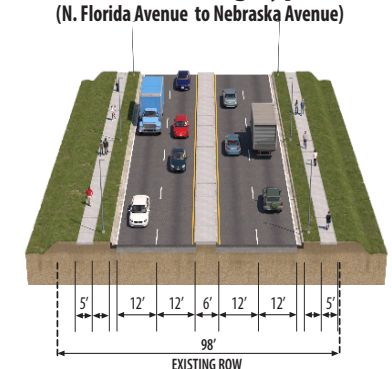 (N. Florida Avenue to Nebraska Avenue)
5' 12' 12' 6' 12' 12' 5'
98'
EXISTING ROW